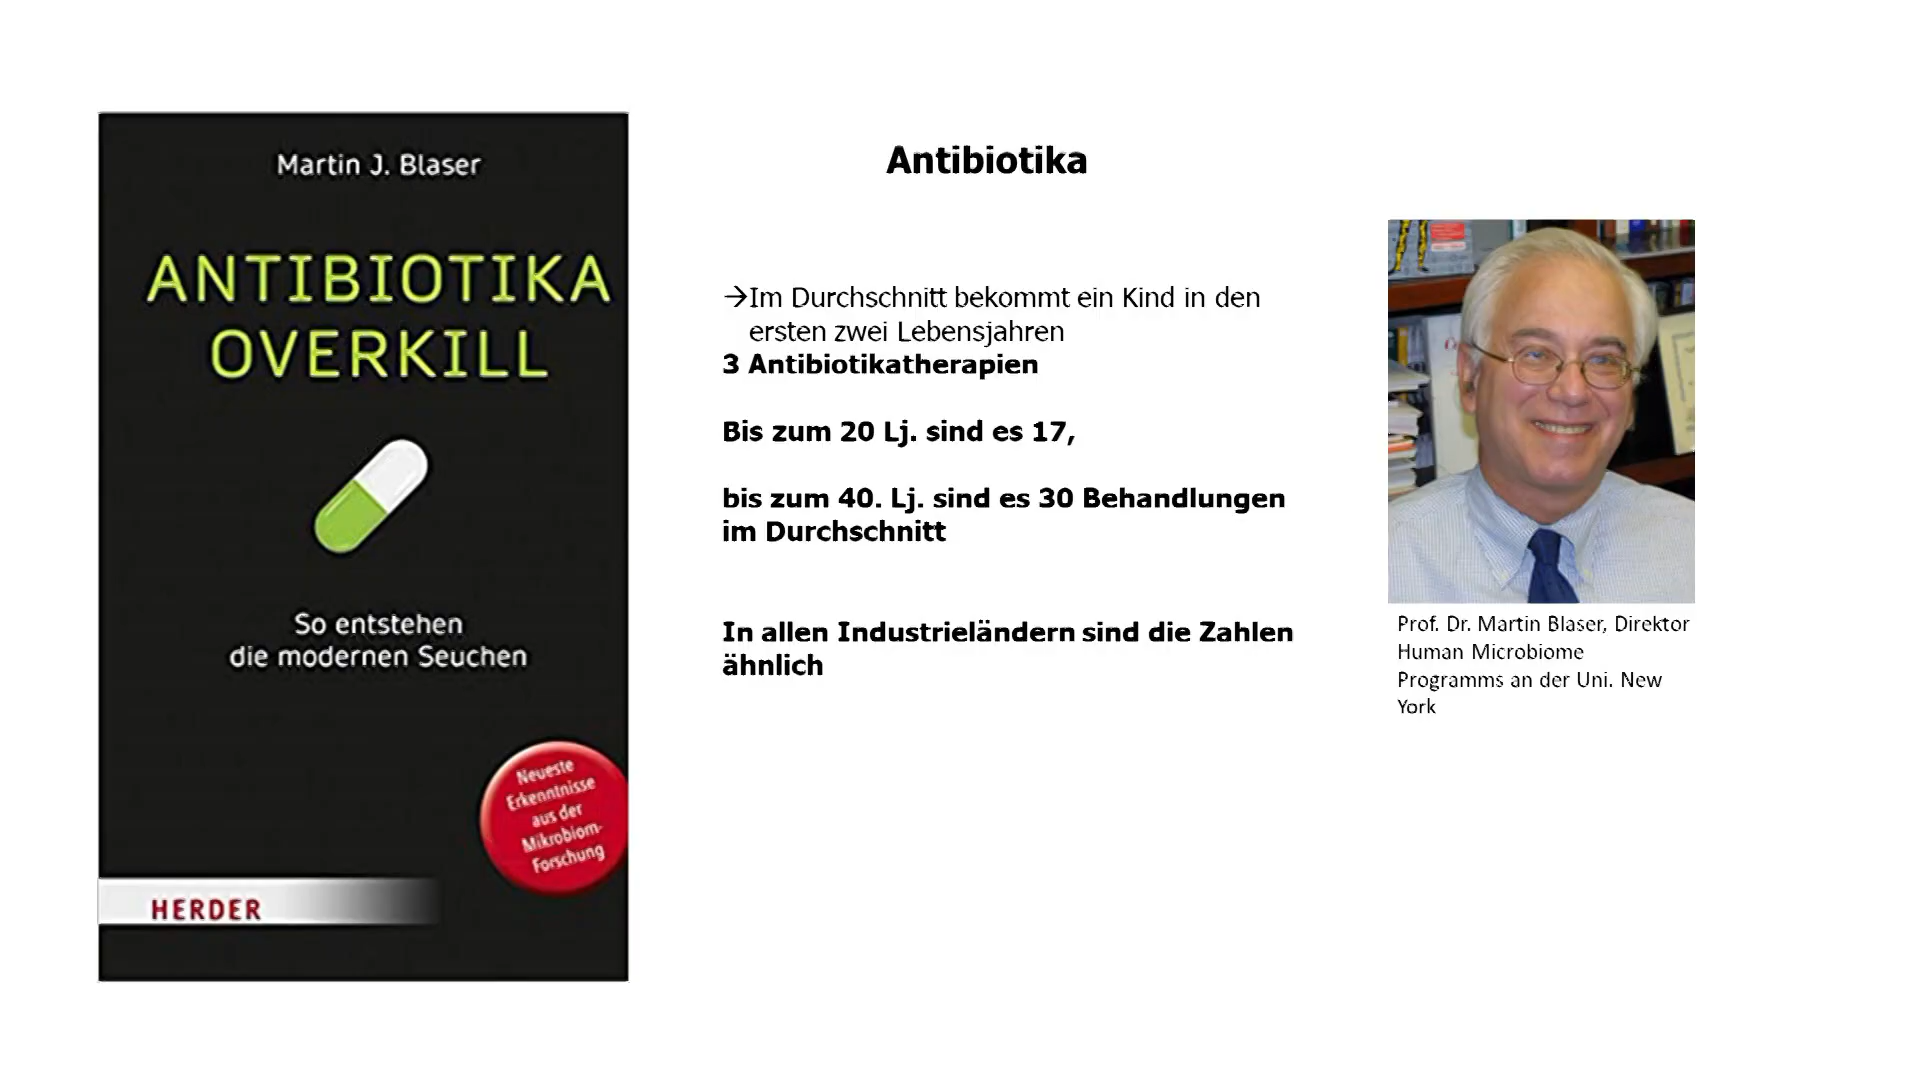 Martin J. Blaser
ANTIBIOTIKA
OVERKILL
So entstehen
die modernen Seuchen
Neueste
Erkenntnisse
aus der
Mikrobiom-
Forschung
HERDER
Antibiotika
→Im Durchschnitt bekommt ein Kind in den
ersten zwei Lebensjahren
3 Antibiotikatherapien
Bis zum 20 Lj. sind es 17,
bis zum 40. Lj. sind es 30 Behandlungen
im Durchschnitt
In allen Industrieländern sind die Zahlen
ähnlich
Prof. Dr. Martin Blaser, Direktor
Human Microbiome
Programms an der Uni. New
York